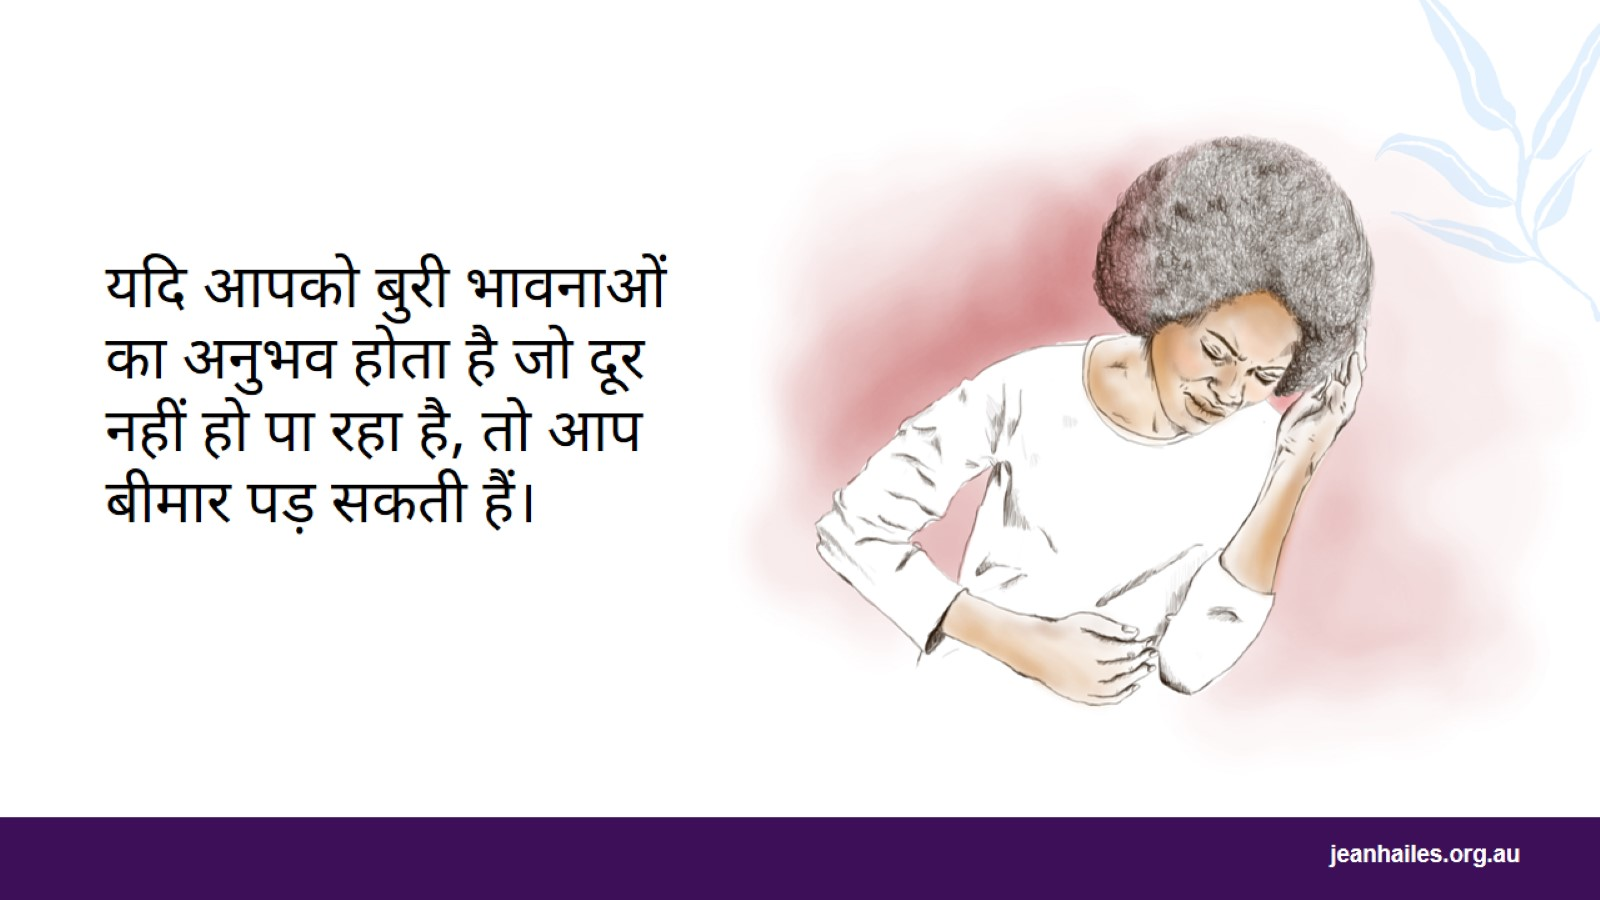 यदि आपको बुरी भावनाओं
का अनुभव होता है जो दूर
नहीं हो पा रहा है, तो आप
बीमार पड़ सकती हैं।
jeanhailes.org.au